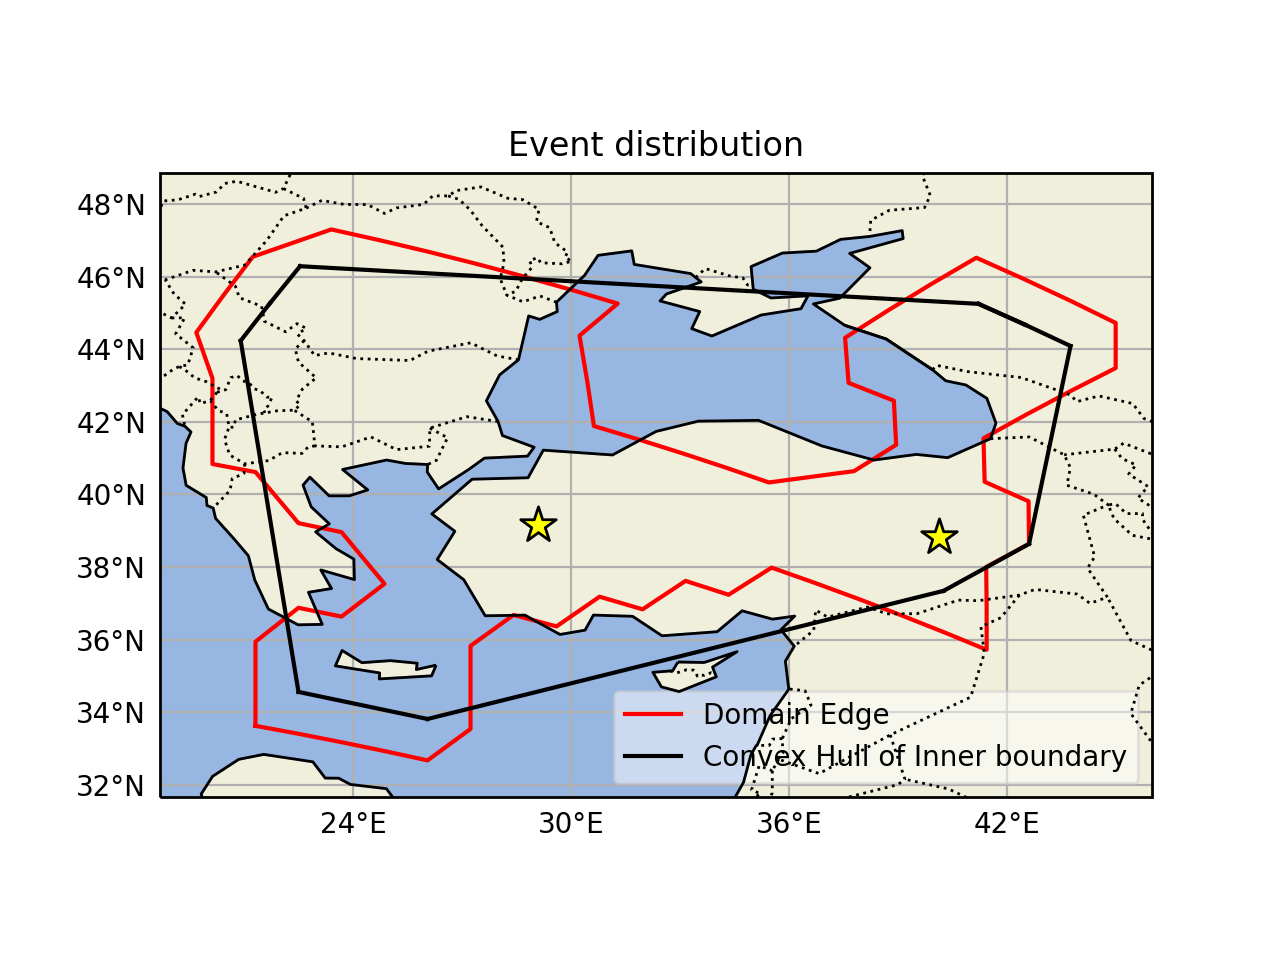 Event distribution
48°N
46°N
44°N
42°N
40°N
38°N
36°N
34°N
32°N
24°E
30°E
36°E
42°E
Domain Edge
Convex Hull of Inner boundary